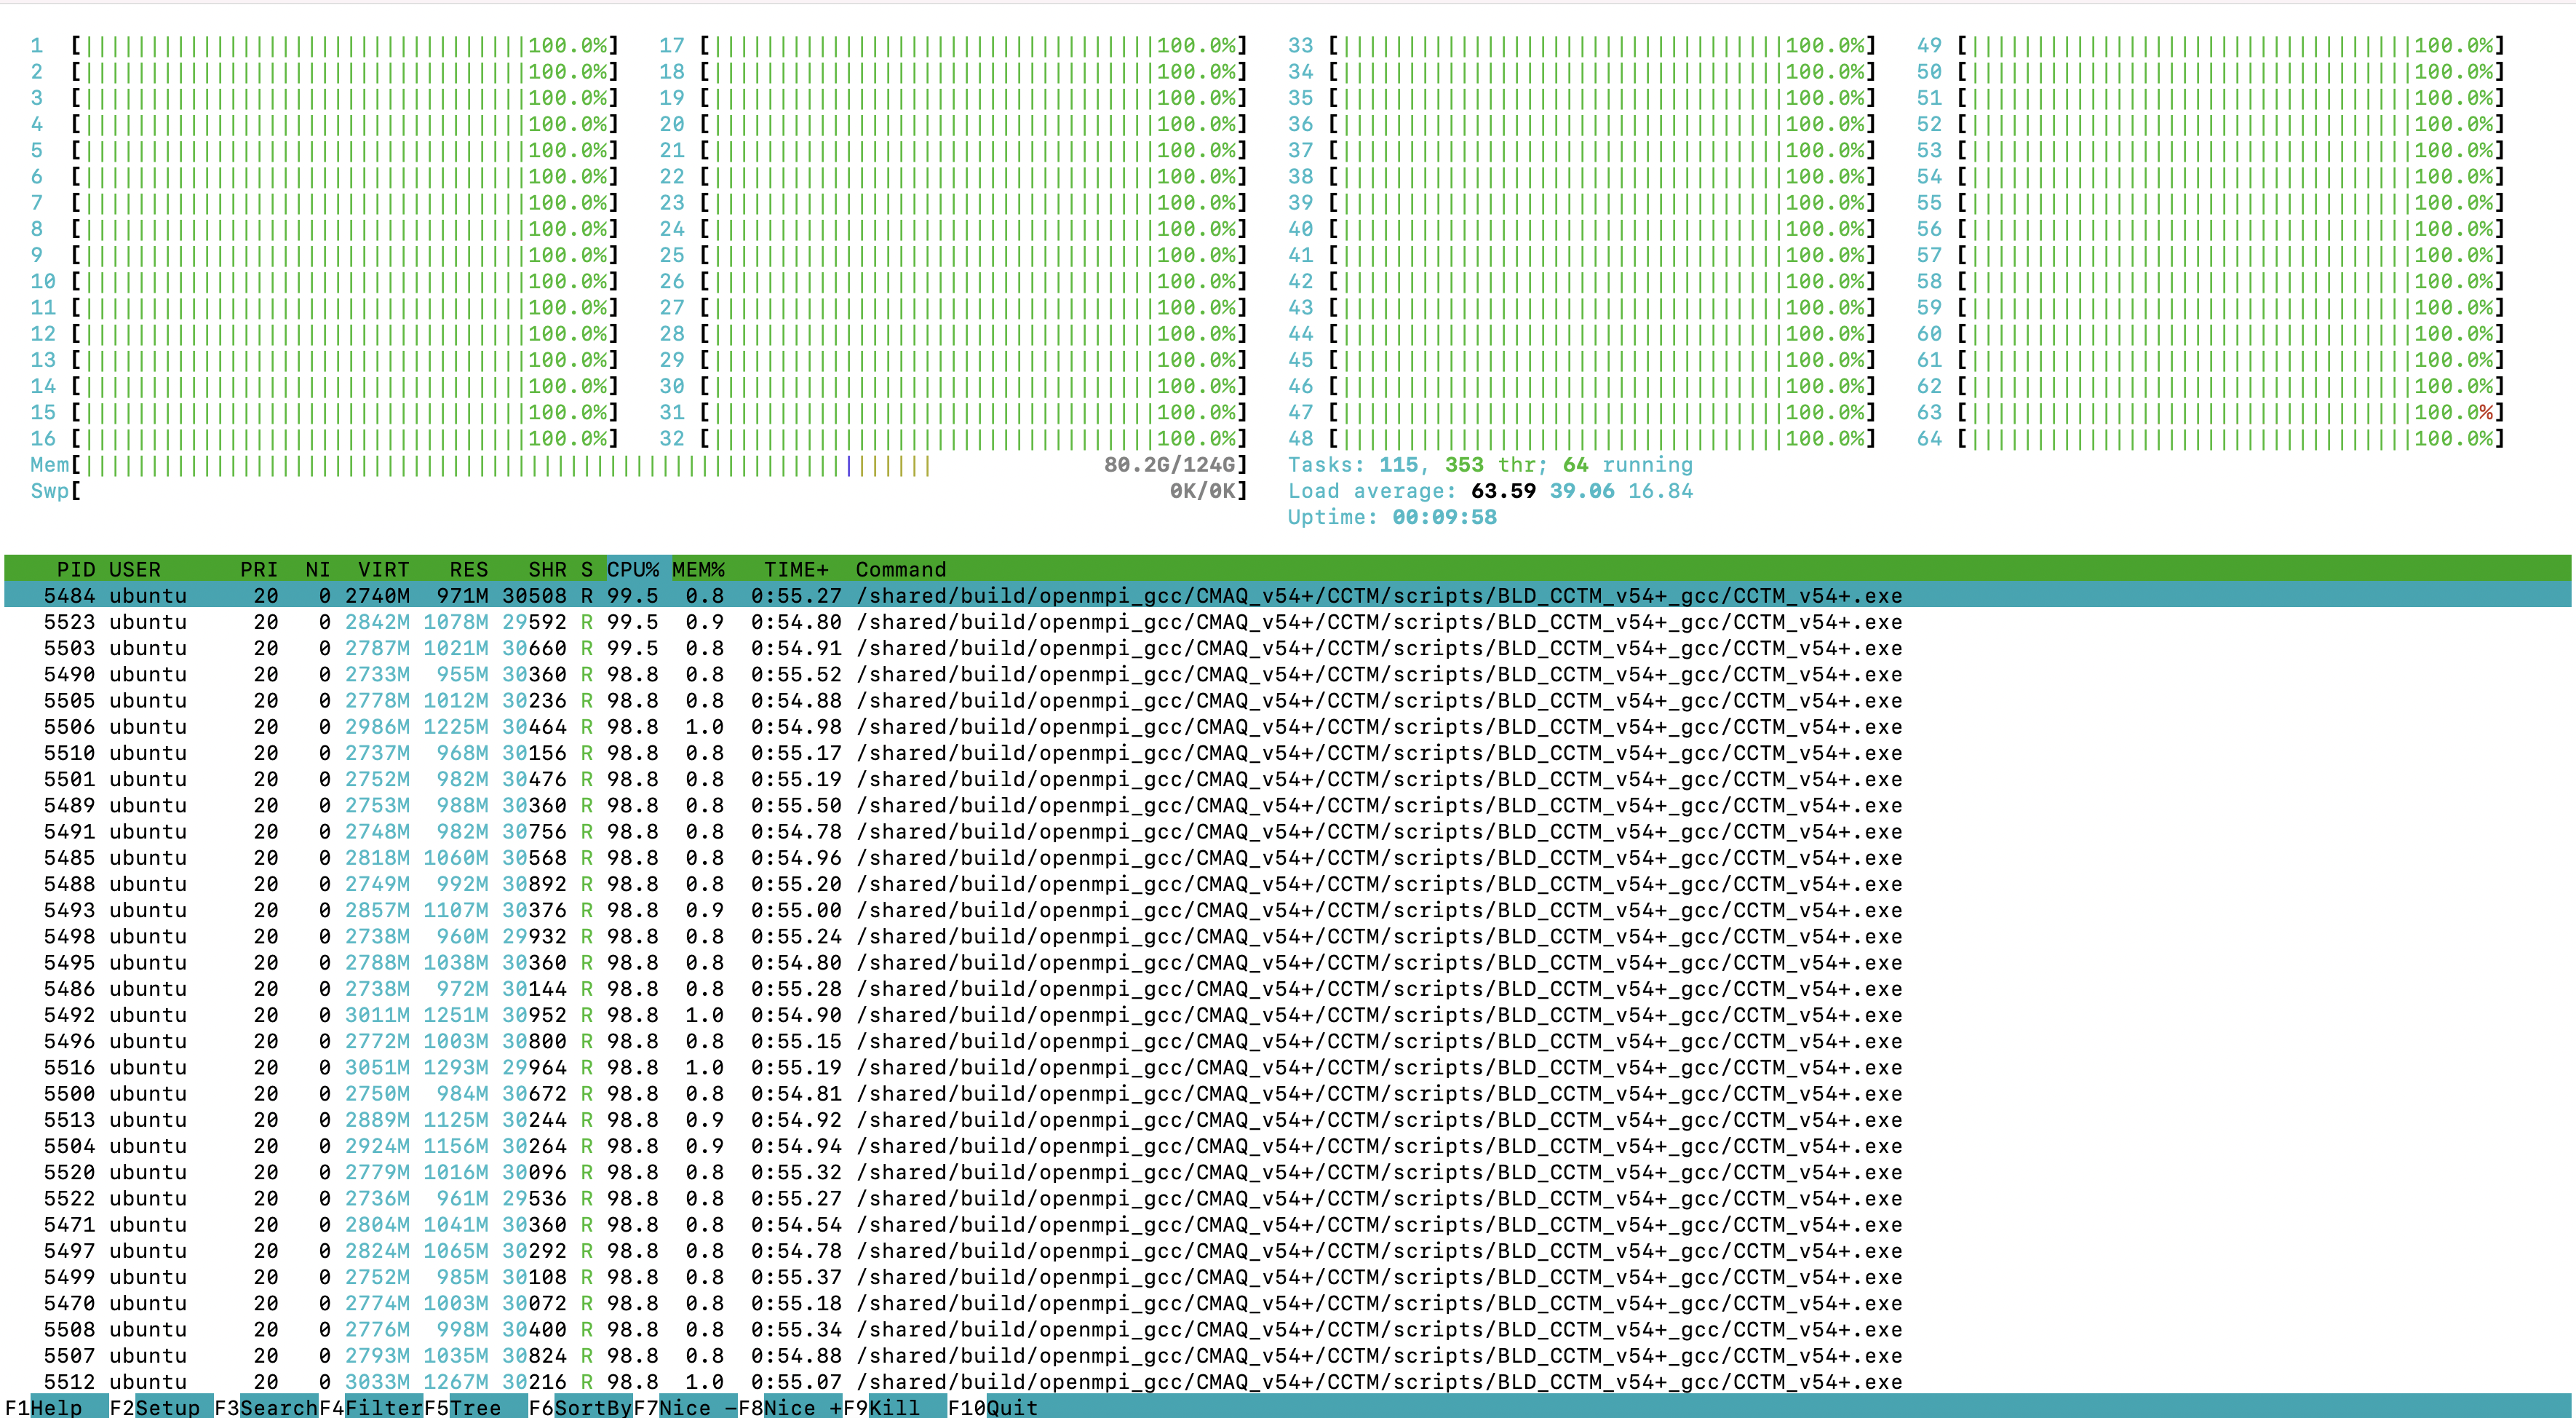 1 [||||||||||||||||||||||||||||||||||100.0%] 17 [||||||||||||||||||||||||||||||||||100.0%] 33 [||||||||||||||||||||||||||||||||||100.0%] 49 [||||||||||||||||||||||||||||||||||100.0%]
2 [||||||||||||||||||||||||||||||||||100.0%] 18 [||||||||||||||||||||||||||||||||||100.0%] 34 [||||||||||||||||||||||||||||||||||100.0%] 50 [||||||||||||||||||||||||||||||||||100.0%]
3 [||||||||||||||||||||||||||||||||||100.0%] 19 [||||||||||||||||||||||||||||||||||100.0%] 35 [||||||||||||||||||||||||||||||||||100.0%] 51 [||||||||||||||||||||||||||||||||||100.0%]
4 [||||||||||||||||||||||||||||||||||100.0%] 20 [||||||||||||||||||||||||||||||||||100.0%] 36 [||||||||||||||||||||||||||||||||||100.0%] 52 [||||||||||||||||||||||||||||||||||100.0%]
5 [||||||||||||||||||||||||||||||||||100.0%] 21 [||||||||||||||||||||||||||||||||||100.0%] 37 [||||||||||||||||||||||||||||||||||100.0%] 53 [||||||||||||||||||||||||||||||||||100.0%]
6 [||||||||||||||||||||||||||||||||||100.0%] 22 [||||||||||||||||||||||||||||||||||100.0%] 38 [||||||||||||||||||||||||||||||||||100.0%] 54 [||||||||||||||||||||||||||||||||||100.0%]
7 [||||||||||||||||||||||||||||||||||100.0%] 23 [||||||||||||||||||||||||||||||||||100.0%] 39 [||||||||||||||||||||||||||||||||||100.0%] 55 [||||||||||||||||||||||||||||||||||100.0%]
8 [||||||||||||||||||||||||||||||||||100.0%] 24 [||||||||||||||||||||||||||||||||||100.0%] 40 [||||||||||||||||||||||||||||||||||100.0%] 56 [||||||||||||||||||||||||||||||||||100.0%]
9 [||||||||||||||||||||||||||||||||||100.0%] 25 [||||||||||||||||||||||||||||||||||100.0%] 41 [||||||||||||||||||||||||||||||||||100.0%] 57 [||||||||||||||||||||||||||||||||||100.0%]
10 [||||||||||||||||||||||||||||||||||100.0%] 26 [||||||||||||||||||||||||||||||||||100.0%] 42 [||||||||||||||||||||||||||||||||||100.0%] 58 [||||||||||||||||||||||||||||||||||100.0%]
11 [||||||||||||||||||||||||||||||||||100.0%] 27 [||||||||||||||||||||||||||||||||||100.0%] 43 [||||||||||||||||||||||||||||||||||100.0%] 59 [||||||||||||||||||||||||||||||||||100.0%]
12 [||||||||||||||||||||||||||||||||||100.0%] 28 [||||||||||||||||||||||||||||||||||100.0%] 44 [||||||||||||||||||||||||||||||||||100.0%] 60 [||||||||||||||||||||||||||||||||||100.0%]
13 [||||||||||||||||||||||||||||||||||100.0%] 29 [||||||||||||||||||||||||||||||||||100.0%] 45 [||||||||||||||||||||||||||||||||||100.0%] 61 [||||||||||||||||||||||||||||||||||100.0%]
14 [||||||||||||||||||||||||||||||||||100.0%] 30 [||||||||||||||||||||||||||||||||||100.0%] 46 [||||||||||||||||||||||||||||||||||100.0%] 62 [||||||||||||||||||||||||||||||||||100.0%]
15 [||||||||||||||||||||||||||||||||||100.0%] 31 [||||||||||||||||||||||||||||||||||100.0%] 47 [||||||||||||||||||||||||||||||||||100.0%] 63 [||||||||||||||||||||||||||||||||||100.0%]
16 [||||||||||||||||||||||||||||||||||100.0%] 32 [||||||||||||||||||||||||||||||||||100.0%] 48 [||||||||||||||||||||||||||||||||||100.0%] 64 [||||||||||||||||||||||||||||||||||100.0%]
Mem[||||||||||||||||||||||||||||||||||||||||||||||||||||||||||||||||| 80.2G/124G] Tasks: 115, 353 thr; 64 running
Swp[ 0K/0K] Load average: 63.59 39.06 16.84
Uptime: 00:09:58
PID USER PRI NI VIRT RES SHR S CPU% MEM% TIME+ Command
5484 ubuntu 20 0 2740M 971M 30508 R 99.5 0.8 0:55.27 /shared/build/openmpi_gcc/CMAQ_v54+/CCTM/scripts/BLD_CCTM_v54+_gcc/CCTM_v54+.exe
5523 ubuntu 20 0 2842M 1078M 29592 R 99.5 0.9 0:54.80 /shared/build/openmpi_gcc/CMAQ_v54+/CCTM/scripts/BLD_CCTM_v54+_gcc/CCTM_v54+.exe
5503 ubuntu 20 0 2787M 1021M 30660 R 99.5 0.8 0:54.91 /shared/build/openmpi_gcc/CMAQ_v54+/CCTM/scripts/BLD_CCTM_v54+_gcc/CCTM_v54+.exe
5490 ubuntu 20 0 2733M 955M 30360 R 98.8 0.8 0:55.52 /shared/build/openmpi_gcc/CMAQ_v54+/CCTM/scripts/BLD_CCTM_v54+_gcc/CCTM_v54+.exe
5505 ubuntu 20 0 2778M 1012M 30236 R 98.8 0.8 0:54.88 /shared/build/openmpi_gcc/CMAQ_v54+/CCTM/scripts/BLD_CCTM_v54+_gcc/CCTM_v54+.exe
5506 ubuntu 20 0 2986M 1225M 30464 R 98.8 1.0 0:54.98 /shared/build/openmpi_gcc/CMAQ_v54+/CCTM/scripts/BLD_CCTM_v54+_gcc/CCTM_v54+.exe
5510 ubuntu 20 0 2737M 968M 30156 R 98.8 0.8 0:55.17 /shared/build/openmpi_gcc/CMAQ_v54+/CCTM/scripts/BLD_CCTM_v54+_gcc/CCTM_v54+.exe
5501 ubuntu 20 0 2752M 982M 30476 R 98.8 0.8 0:55.19 /shared/build/openmpi_gcc/CMAQ_v54+/CCTM/scripts/BLD_CCTM_v54+_gcc/CCTM_v54+.exe
5489 ubuntu 20 0 2753M 988M 30360 R 98.8 0.8 0:55.50 /shared/build/openmpi_gcc/CMAQ_v54+/CCTM/scripts/BLD_CCTM_v54+_gcc/CCTM_v54+.exe
5491 ubuntu 20 0 2748M 982M 30756 R 98.8 0.8 0:54.78 /shared/build/openmpi_gcc/CMAQ_v54+/CCTM/scripts/BLD_CCTM_v54+_gcc/CCTM_v54+.exe
5485 ubuntu 20 0 2818M 1060M 30568 R 98.8 0.8 0:54.96 /shared/build/openmpi_gcc/CMAQ_v54+/CCTM/scripts/BLD_CCTM_v54+_gcc/CCTM_v54+.exe
5488 ubuntu 20 0 2749M 992M 30892 R 98.8 0.8 0:55.20 /shared/build/openmpi_gcc/CMAQ_v54+/CCTM/scripts/BLD_CCTM_v54+_gcc/CCTM_v54+.exe
5493 ubuntu 20 0 2857M 1107M 30376 R 98.8 0.9 0:55.00 /shared/build/openmpi_gcc/CMAQ_v54+/CCTM/scripts/BLD_CCTM_v54+_gcc/CCTM_v54+.exe
5498 ubuntu 20 0 2738M 960M 29932 R 98.8 0.8 0:55.24 /shared/build/openmpi_gcc/CMAQ_v54+/CCTM/scripts/BLD_CCTM_v54+_gcc/CCTM_v54+.exe
5495 ubuntu 20 0 2788M 1038M 30360 R 98.8 0.8 0:54.80 /shared/build/openmpi_gcc/CMAQ_v54+/CCTM/scripts/BLD_CCTM_v54+_gcc/CCTM_v54+.exe
5486 ubuntu 20 0 2738M 972M 30144 R 98.8 0.8 0:55.28 /shared/build/openmpi_gcc/CMAQ_v54+/CCTM/scripts/BLD_CCTM_v54+_gcc/CCTM_v54+.exe
5492 ubuntu 20 0 3011M 1251M 30952 R 98.8 1.0 0:54.90 /shared/build/openmpi_gcc/CMAQ_v54+/CCTM/scripts/BLD_CCTM_v54+_gcc/CCTM_v54+.exe
5496 ubuntu 20 0 2772M 1003M 30800 R 98.8 0.8 0:55.15 /shared/build/openmpi_gcc/CMAQ_v54+/CCTM/scripts/BLD_CCTM_v54+_gcc/CCTM_v54+.exe
5516 ubuntu 20 0 3051M 1293M 29964 R 98.8 1.0 0:55.19 /shared/build/openmpi_gcc/CMAQ_v54+/CCTM/scripts/BLD_CCTM_v54+_gcc/CCTM_v54+.exe
5500 ubuntu 20 0 2750M 984M 30672 R 98.8 0.8 0:54.81 /shared/build/openmpi_gcc/CMAQ_v54+/CCTM/scripts/BLD_CCTM_v54+_gcc/CCTM_v54+.exe
5513 ubuntu 20 0 2889M 1125M 30244 R 98.8 0.9 0:54.92 /shared/build/openmpi_gcc/CMAQ_v54+/CCTM/scripts/BLD_CCTM_v54+_gcc/CCTM_v54+.exe
5504 ubuntu 20 0 2924M 1156M 30264 R 98.8 0.9 0:54.94 /shared/build/openmpi_gcc/CMAQ_v54+/CCTM/scripts/BLD_CCTM_v54+_gcc/CCTM_v54+.exe
5520 ubuntu 20 0 2779M 1016M 30096 R 98.8 0.8 0:55.32 /shared/build/openmpi_gcc/CMAQ_v54+/CCTM/scripts/BLD_CCTM_v54+_gcc/CCTM_v54+.exe
5522 ubuntu 20 0 2736M 961M 29536 R 98.8 0.8 0:55.27 /shared/build/openmpi_gcc/CMAQ_v54+/CCTM/scripts/BLD_CCTM_v54+_gcc/CCTM_v54+.exe
5471 ubuntu 20 0 2804M 1041M 30360 R 98.8 0.8 0:54.54 /shared/build/openmpi_gcc/CMAQ_v54+/CCTM/scripts/BLD_CCTM_v54+_gcc/CCTM_v54+.exe
5497 ubuntu 20 0 2824M 1065M 30292 R 98.8 0.8 0:54.78 /shared/build/openmpi_gcc/CMAQ_v54+/CCTM/scripts/BLD_CCTM_v54+_gcc/CCTM_v54+.exe
5499 ubuntu 20 0 2752M 985M 30108 R 98.8 0.8 0:55.37 /shared/build/openmpi_gcc/CMAQ_v54+/CCTM/scripts/BLD_CCTM_v54+_gcc/CCTM_v54+.exe
5470 ubuntu 20 0 2774M 1003M 30072 R 98.8 0.8 0:55.18 /shared/build/openmpi_gcc/CMAQ_v54+/CCTM/scripts/BLD_CCTM_v54+_gcc/CCTM_v54+.exe
5508 ubuntu 20 0 2776M 998M 30400 R 98.8 0.8 0:55.34 /shared/build/openmpi_gcc/CMAQ_v54+/CCTM/scripts/BLD_CCTM_v54+_gcc/CCTM_v54+.exe
5507 ubuntu 20 0 2793M 1035M 30824 R 98.8 0.8 0:54.88 /shared/build/openmpi_gcc/CMAQ_v54+/CCTM/scripts/BLD_CCTM_v54+_gcc/CCTM_v54+.exe
5512 ubuntu 20 0 3033M 1267M 30216 R 98.8 1.0 0:55.07 /shared/build/openmpi_gcc/CMAQ_v54+/CCTM/scripts/BLD_CCTM_v54+_gcc/CCTM_v54+.exe
F1Help F2Setup F3SearchF4FilterF5Tree F6SortByF7Nice -F8Nice +F9Kill F10Quit